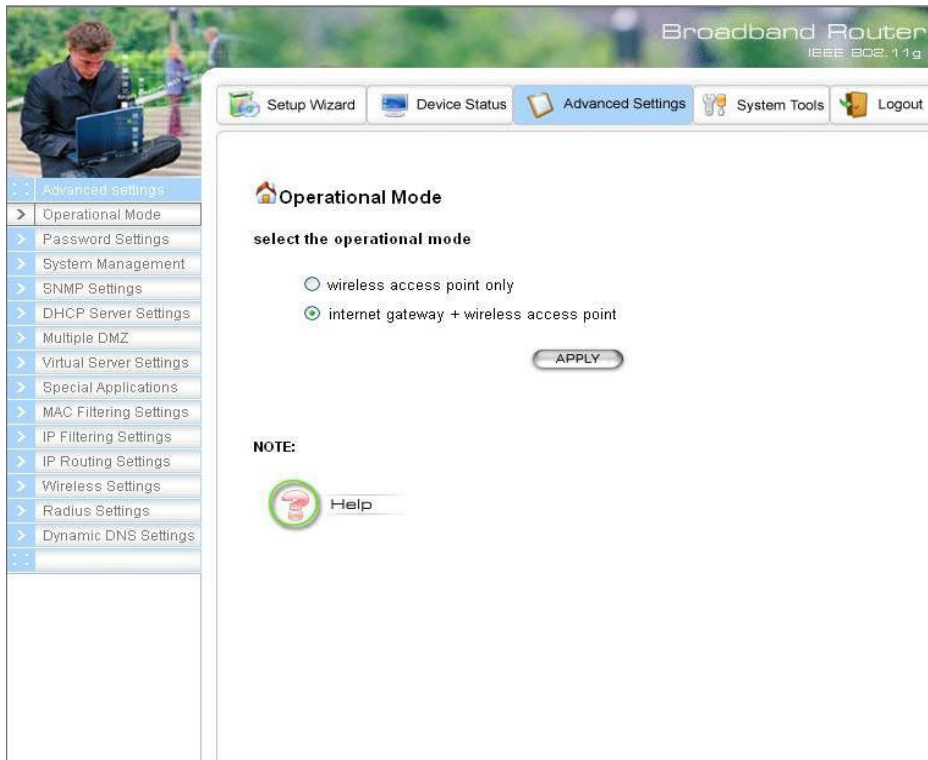 Broadband Router
IEEE 802.11g
Setup Wizard
Device Status
Advanced Settings
System Tools
Logout
Advanced settings
Operational Mode
Password Settings
System Management
SNMP Settings
DHCP Server Settings
Multiple DMZ
Virtual Server Settings
Special Applications
MAC Filtering Settings
IP Filtering Settings
IP Routing Settings
Wireless Settings
Radius Settings
Dynamic DNS Settings
Operational Mode
select the operational mode
wireless access point only
internet gateway + wireless access point
APPLY
NOTE:
Help